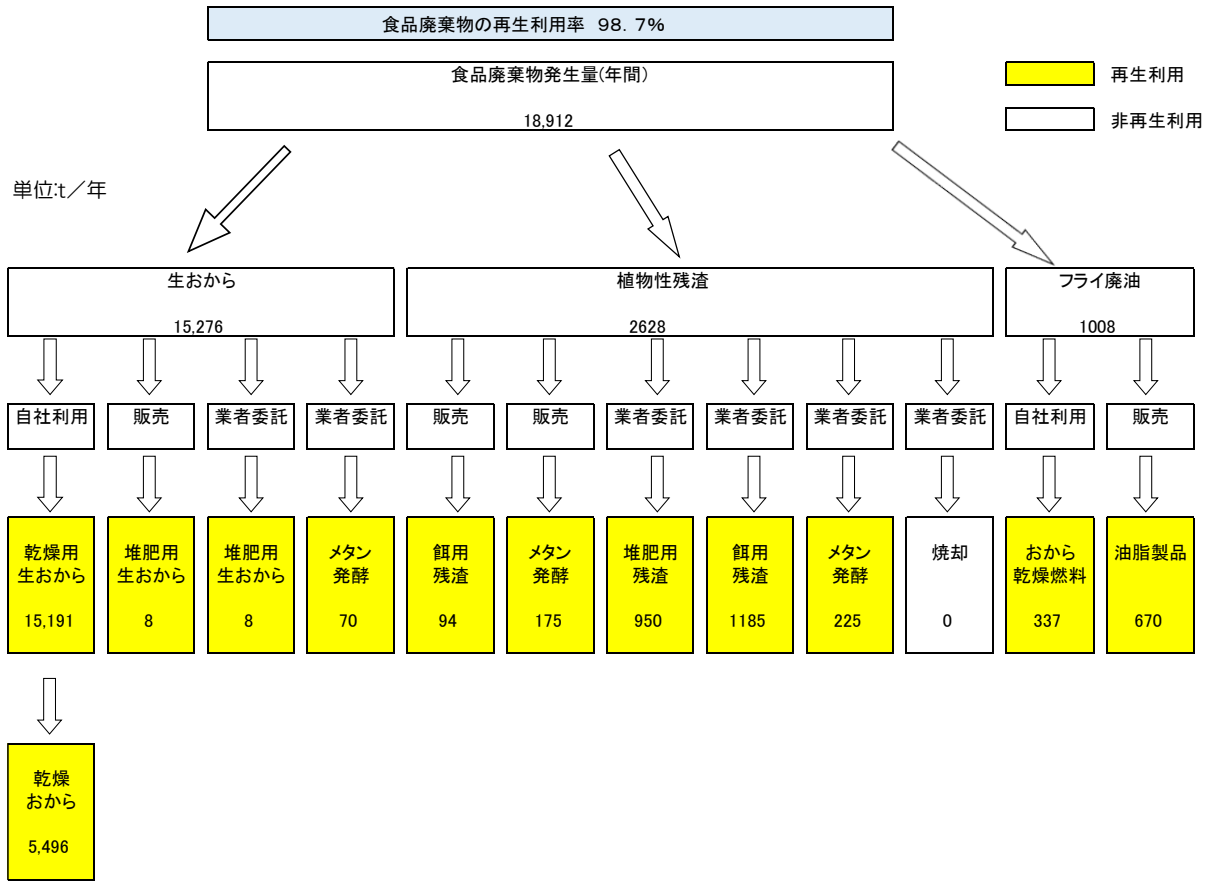 食品廃棄物の再生利用率 98．7%
食品廃棄物発生量(年間)
18,912
再生利用
非再生利用
単位:t／年
生おから
15,276
植物性残渣
2628
フライ廃油
1008
自社利用
販売
業者委託
業者委託
販売
販売
業者委託
業者委託
業者委託
業者委託
自社利用
販売
乾燥用
生おから
15,191
堆肥用
生おから
8
堆肥用
生おから
8
メタン
発酵
70
餌用
残渣
94
メタン
発酵
175
堆肥用
残渣
950
餌用
残渣
1185
メタン
発酵
225
焼却
0
おから
乾燥燃料
337
油脂製品
670
乾燥
おから
5,496